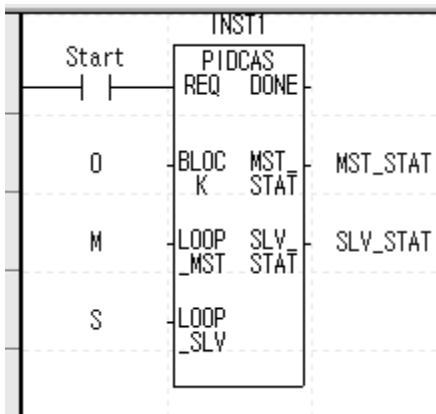 INST1
Start
PIDCAS
REQ DONE
0 BLOC MST_ MST_STAT
K STAT
M LOOP SLV_ SLV_STAT
_MST STAT
S LOOP
_SLV